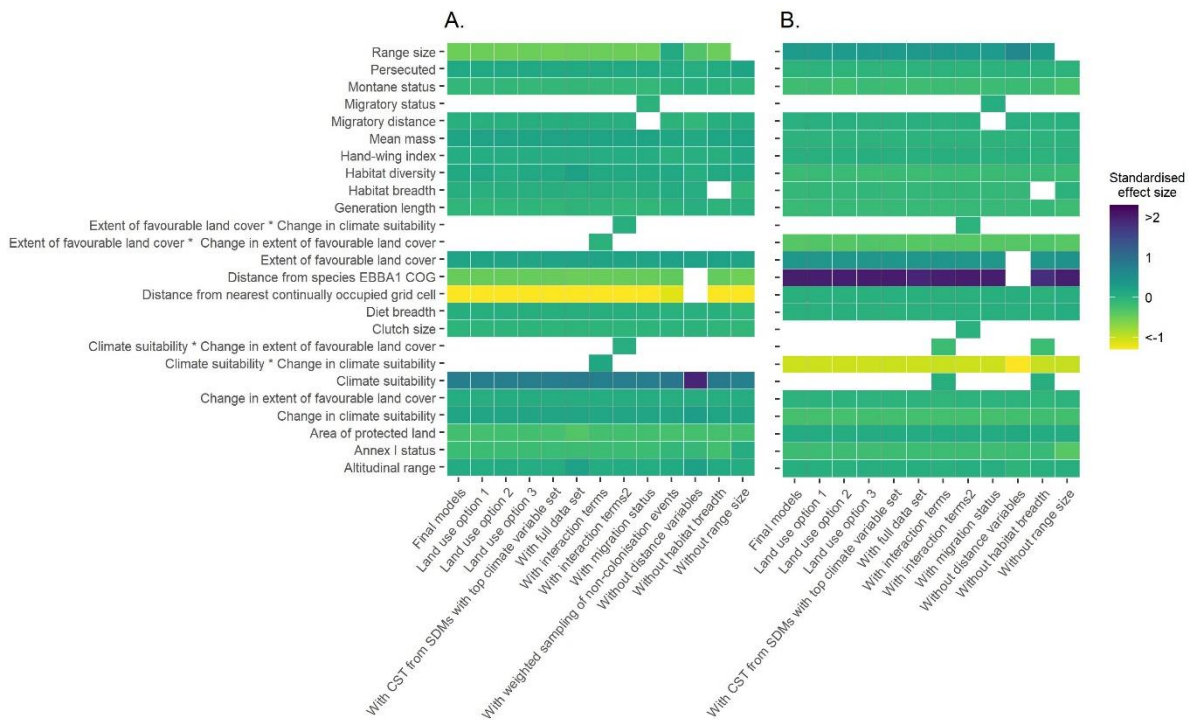 A.
B.
Range size
Persecuted
Montane status
Migratory status
Migratory distance
Mean mass
Hand-wing index
Habitat diversity
Habitat breadth
Generation length
Extent of favourable land cover * Change in climate suitability
Extent of favourable land cover * Change in extent of favourable land cover
Extent of favourable land cover
Distance from species EBBA1 COG
Distance from nearest continually occupied grid cell
Diet breadth
Clutch size
Climate suitability * Change in extent of favourable land cover
Climate suitability * Change in climate suitability
Climate suitability
Change in extent of favourable land cover
Change in climate suitability
Area of protected land
Annex I status
Altitudinal range
Standardised
effect size
>2
1
0
<-1
Final models
Land use option 1
Land use option 2
Land use option 3
With CST from SDMs with top climate variable set
With full data set
With interaction terms
With interaction terms2
With migration status
With weighted sampling of non-colonisation events
Without distance variables
Without habitat breadth
Without range size
Final models
Land use option 1
Land use option 2
Land use option 3
With CST from SDMs with top climate variable set
With full data set
With interaction terms
With interaction terms2
With migration status
Without distance variables
Without habitat breadth
Without range size